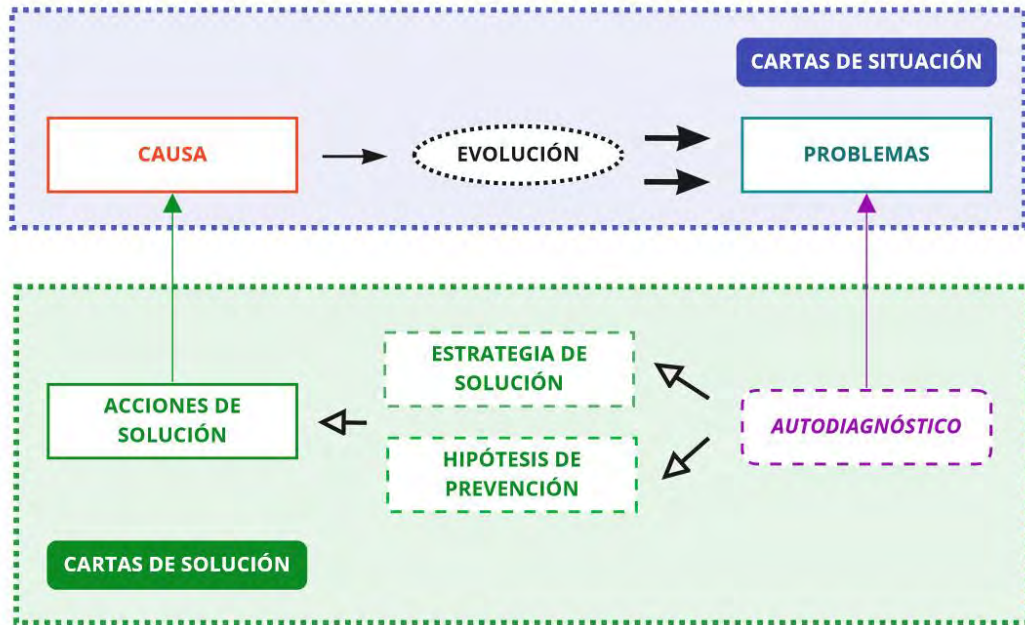 CARTAS DE SITUACIÓN
CAUSA
EVOLUCIÓN
PROBLEMAS
ESTRATEGIA DE
SOLUCIÓN
ACCIONES DE
SOLUCIÓN
AUTODIAGNÓSTICO
HIPÓTESIS DE
PREVENCIÓN
CARTAS DE SOLUCIÓN